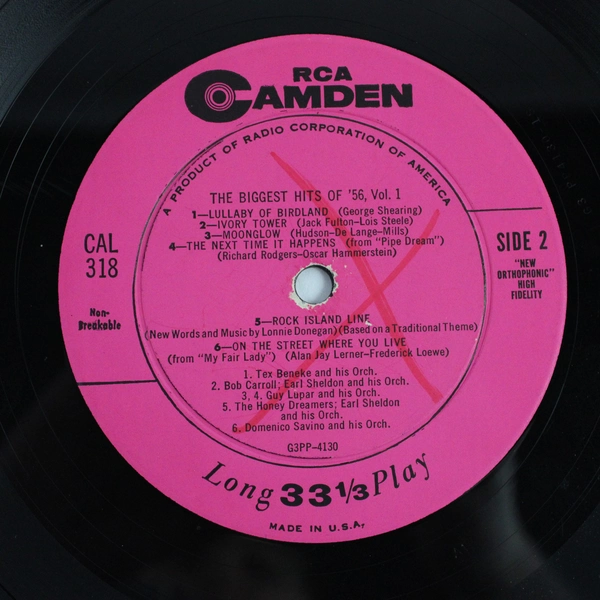 RCA
CAMDEN
A PRODUCT OF RADIO CORPORATION OF AMERICA
THE BIGGEST HITS OF '56, Vol. 1
1—LULLABY OF BIRDLAND (George Shearing)
2—IVORY TOWER (Jack Fulton-Lois Steele)
3—MOONGLOW (Hudson-De Lange-Mills)
4—THE NEXT TIME IT HAPPENS (from "Pipe Dream")
(Richard Rodgers-Oscar Hammerstein)
CAL
318
SIDE 2
"NEW
ORTHOPHONIC"
HIGH
FIDELITY
Non-
Breakable
5—ROCK ISLAND LINE
(New Words and Music by Lonnie Donegan)(Based on a Traditional Theme)
6—ON THE STREET WHERE YOU LIVE
(from "My Fair Lady") (Alan Jay Lerner-Frederick Loewe)
1. Tex Beneke and his Orch.
2. Bob Carroll; Earl Sheldon and his Orch.
3, 4. Guy Lupar and his Orch.
5. The Honey Dreamers; Earl Sheldon
and his Orch.
6. Domenico Savino and his Orch.
G3PP-4130
Long 33 1/3 Play
MADE IN U.S.A.